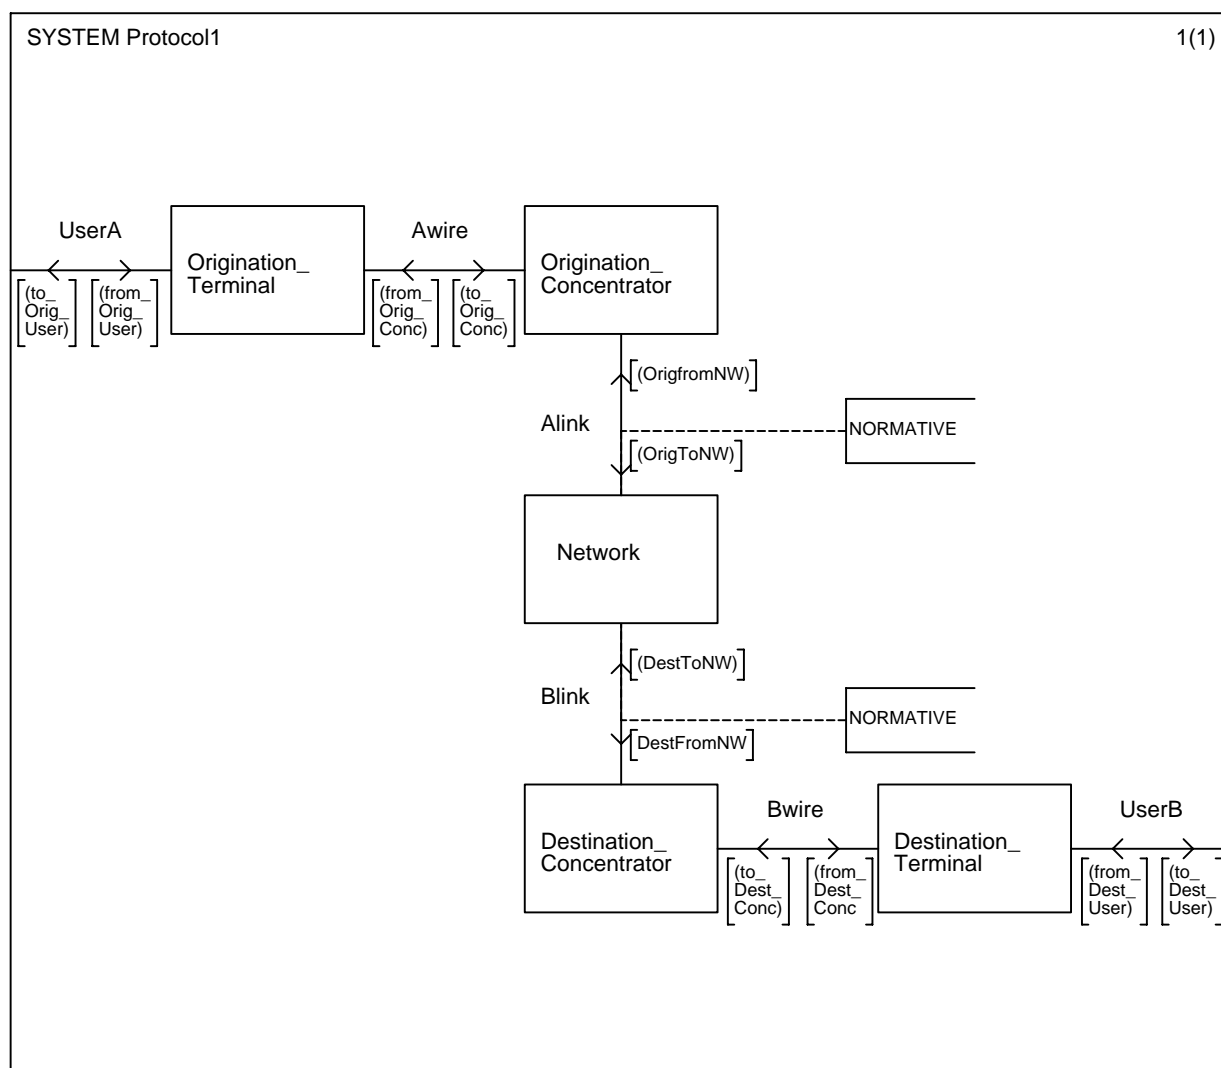 SYSTEM Protocol1
1(1)
UserA
Awire
Origination_
Terminal
Origination_
Concentrator
(to_
Orig_
User)
(from_
Orig_
User)
(from_
Orig_
Conc)
(to_
Orig_
Conc)
(OrigfromNW)
Alink
NORMATIVE
(OrigToNW)
Network
(DestToNW)
Blink
NORMATIVE
DestFromNW
Destination_
Concentrator
Bwire
Destination_
Terminal
UserB
(to_
Dest_
Conc)
(from_
Dest_
Conc
(from_
Dest_
User)
(to_
Dest_
User)